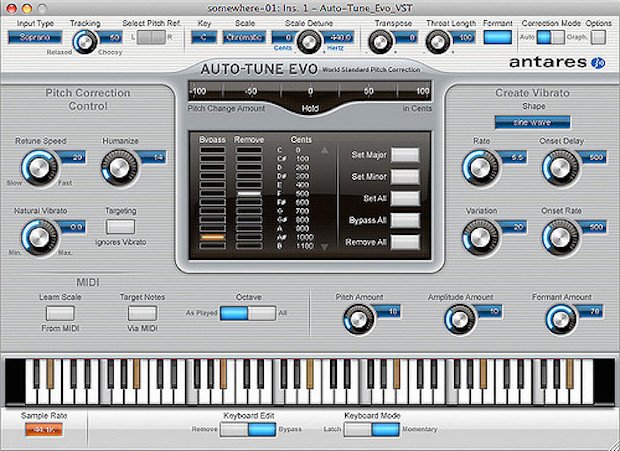 somewhere-01: Ins. 1 - Auto-Tune_Evo_VST
Input Type Tracking Select Pitch Ref. Key Scale Scale Detune Transpose Throat Length Formant Correction Mode Options
Soprano 50 L R C Chromatic 0 440.0 0 100 Auto Graph.
Relaxed Choosy Cents Hertz
antares
AUTO-TUNE EVO World Standard Pitch Correction
-100 -50 0 50 100
Pitch Change Amount Hold in Cents
Pitch Correction
Control
Retune Speed Humanize
20 14
Slow Fast
Natural Vibrato Targeting
0.0
Min. Max. Ignores Vibrato
Bypass Remove Cents
C 0
C# 100
D 200
D# 300
E 400
F 500
F# 600
G 700
G# 800
A 900
A# 1000
B 1100
Set Major
Set Minor
Set All
Bypass All
Remove All
Create Vibrato
Shape
sine wave
Rate Onset Delay
5.5 500
Variation Onset Rate
20 500
MIDI
Learn Scale Target Notes Octave
As Played All
From MIDI Via MIDI
Pitch Amount Amplitude Amount Formant Amount
10
Sample Rate Keyboard Edit Keyboard Mode
44.1K Remove Bypass Latch Momentary